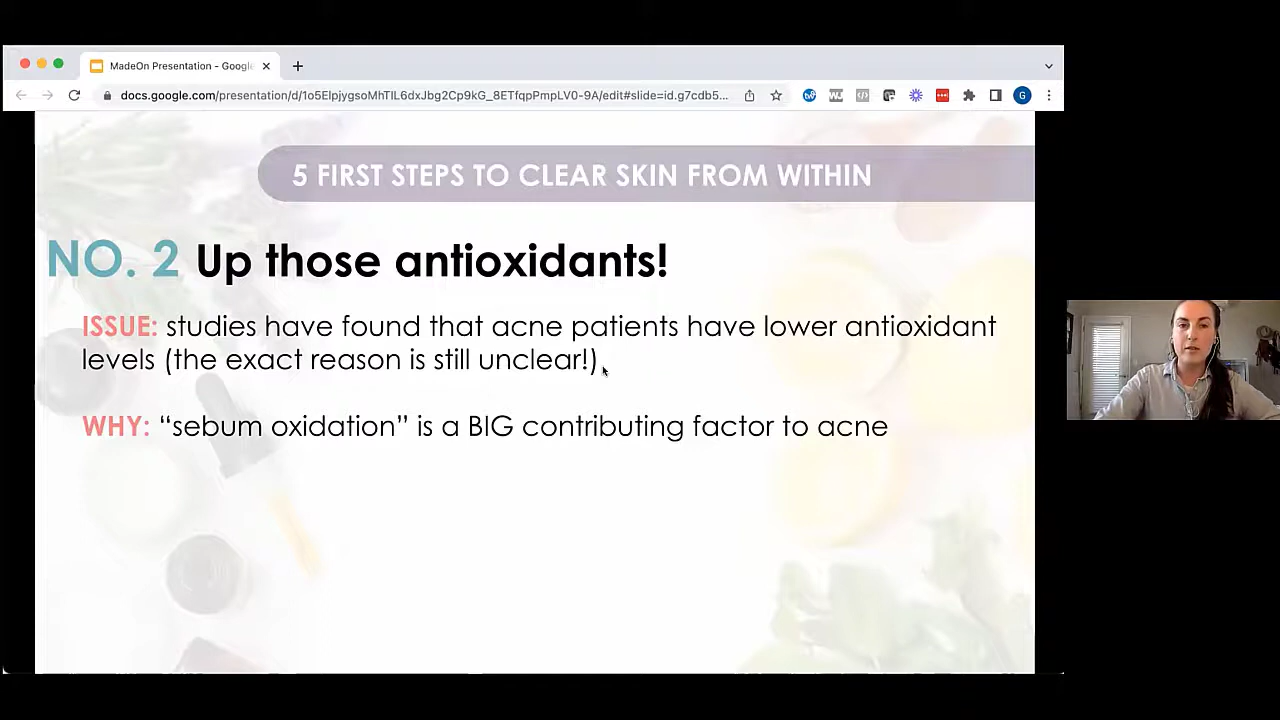 MadeOn Presentation - Google
docs.google.com/presentation/d/1o5EIpjygsoMhTIL6dxJbg2Cp9kG_8ETfqpPmpLV0-9A/edit#slide=id.g7cdb5...
G
5 FIRST STEPS TO CLEAR SKIN FROM WITHIN
NO. 2 Up those antioxidants!
ISSUE: studies have found that acne patients have lower antioxidant
levels (the exact reason is still unclear!)
WHY: “sebum oxidation” is a BIG contributing factor to acne